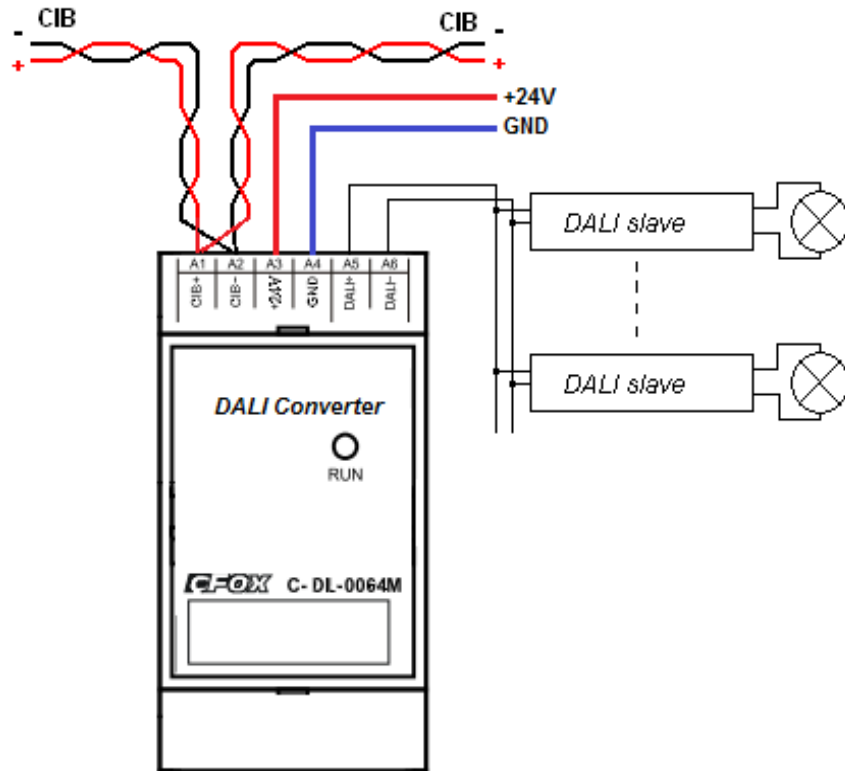 CIB
CIB
-
+
-
+
+24V
GND
A1 A2 A3 A4 A5 A6
CIB+
CIB-
+24V
GND
DALI+
DALI-
DALI slave
DALI slave
DALI Converter
RUN
CFOX C- DL-0064M